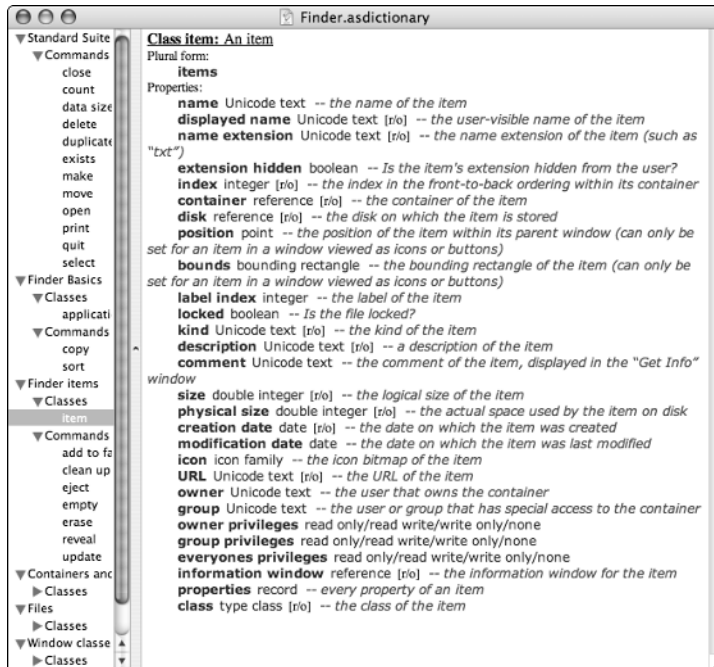 Finder.asdictionary
Standard Suite
Commands
close
count
data size
delete
duplicate
exists
make
move
open
print
quit
select
Finder Basics
Classes
applicati
Commands
copy
sort
Finder items
Classes
item
Commands
add to fa
clean up
eject
empty
erase
reveal
update
Containers and
Classes
Files
Classes
Window classe
Classes
Class item: An item
Plural form:
items
Properties:
name Unicode text -- the name of the item
displayed name Unicode text [r/o] -- the user-visible name of the item
name extension Unicode text -- the name extension of the item (such as
“txt”)
extension hidden boolean -- Is the item's extension hidden from the user?
index integer [r/o] -- the index in the front-to-back ordering within its container
container reference [r/o] -- the container of the item
disk reference [r/o] -- the disk on which the item is stored
position point -- the position of the item within its parent window (can only be
set for an item in a window viewed as icons or buttons)
bounds bounding rectangle -- the bounding rectangle of the item (can only be
set for an item in a window viewed as icons or buttons)
label index integer -- the label of the item
locked boolean -- Is the file locked?
kind Unicode text [r/o] -- the kind of the item
description Unicode text [r/o] -- a description of the item
comment Unicode text -- the comment of the item, displayed in the “Get Info”
window
size double integer [r/o] -- the logical size of the item
physical size double integer [r/o] -- the actual space used by the item on disk
creation date date [r/o] -- the date on which the item was created
modification date date -- the date on which the item was last modified
icon icon family -- the icon bitmap of the item
URL Unicode text [r/o] -- the URL of the item
owner Unicode text -- the user that owns the container
group Unicode text -- the user or group that has special access to the container
owner privileges read only/read write/write only/none
group privileges read only/read write/write only/none
everyones privileges read only/read write/write only/none
information window reference [r/o] -- the information window for the item
properties record -- every property of an item
class type class [r/o] -- the class of the item